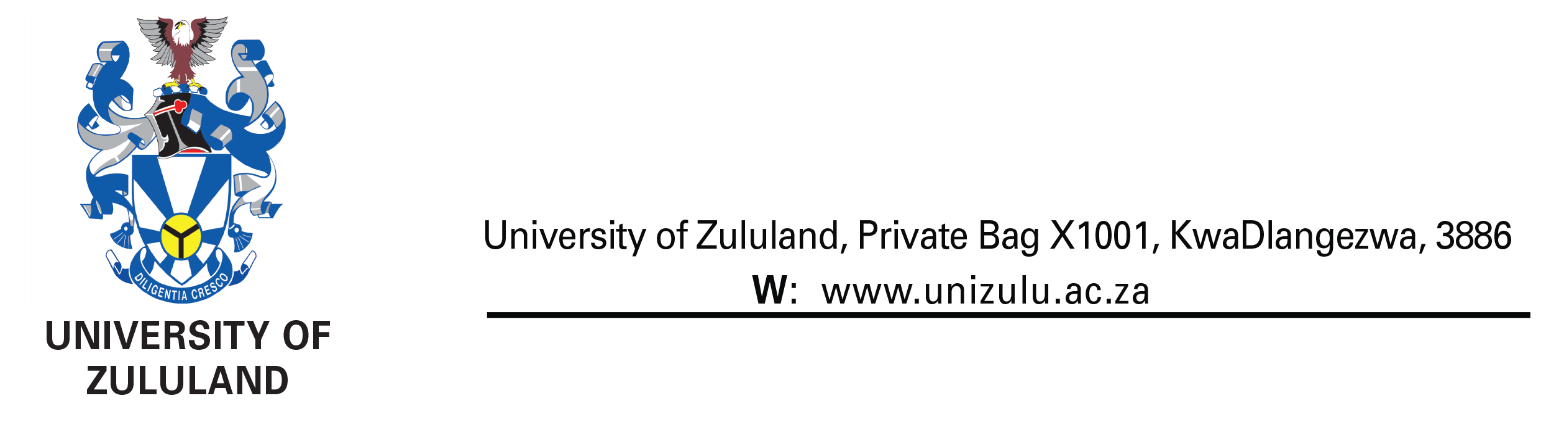 DILIGENTIA CRESCO
UNIVERSITY OF
ZULULAND
University of Zululand, Private Bag X1001, KwaDlangezwa, 3886
W: www.unizulu.ac.za